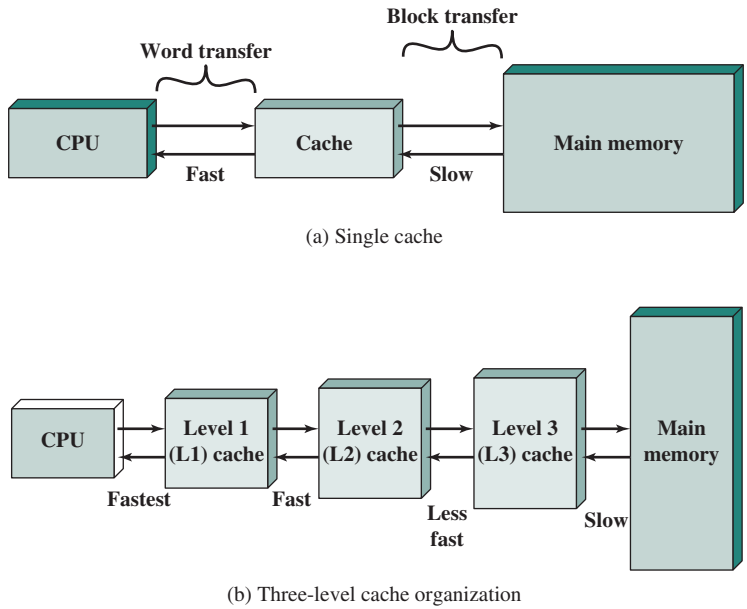 Block transfer
Word transfer
CPU
Cache
Main memory
Fast
Slow
(a) Single cache
CPU
Level 1
(L1) cache
Level 2
(L2) cache
Level 3
(L3) cache
Main
memory
Fastest
Fast
Less
fast
Slow
(b) Three-level cache organization